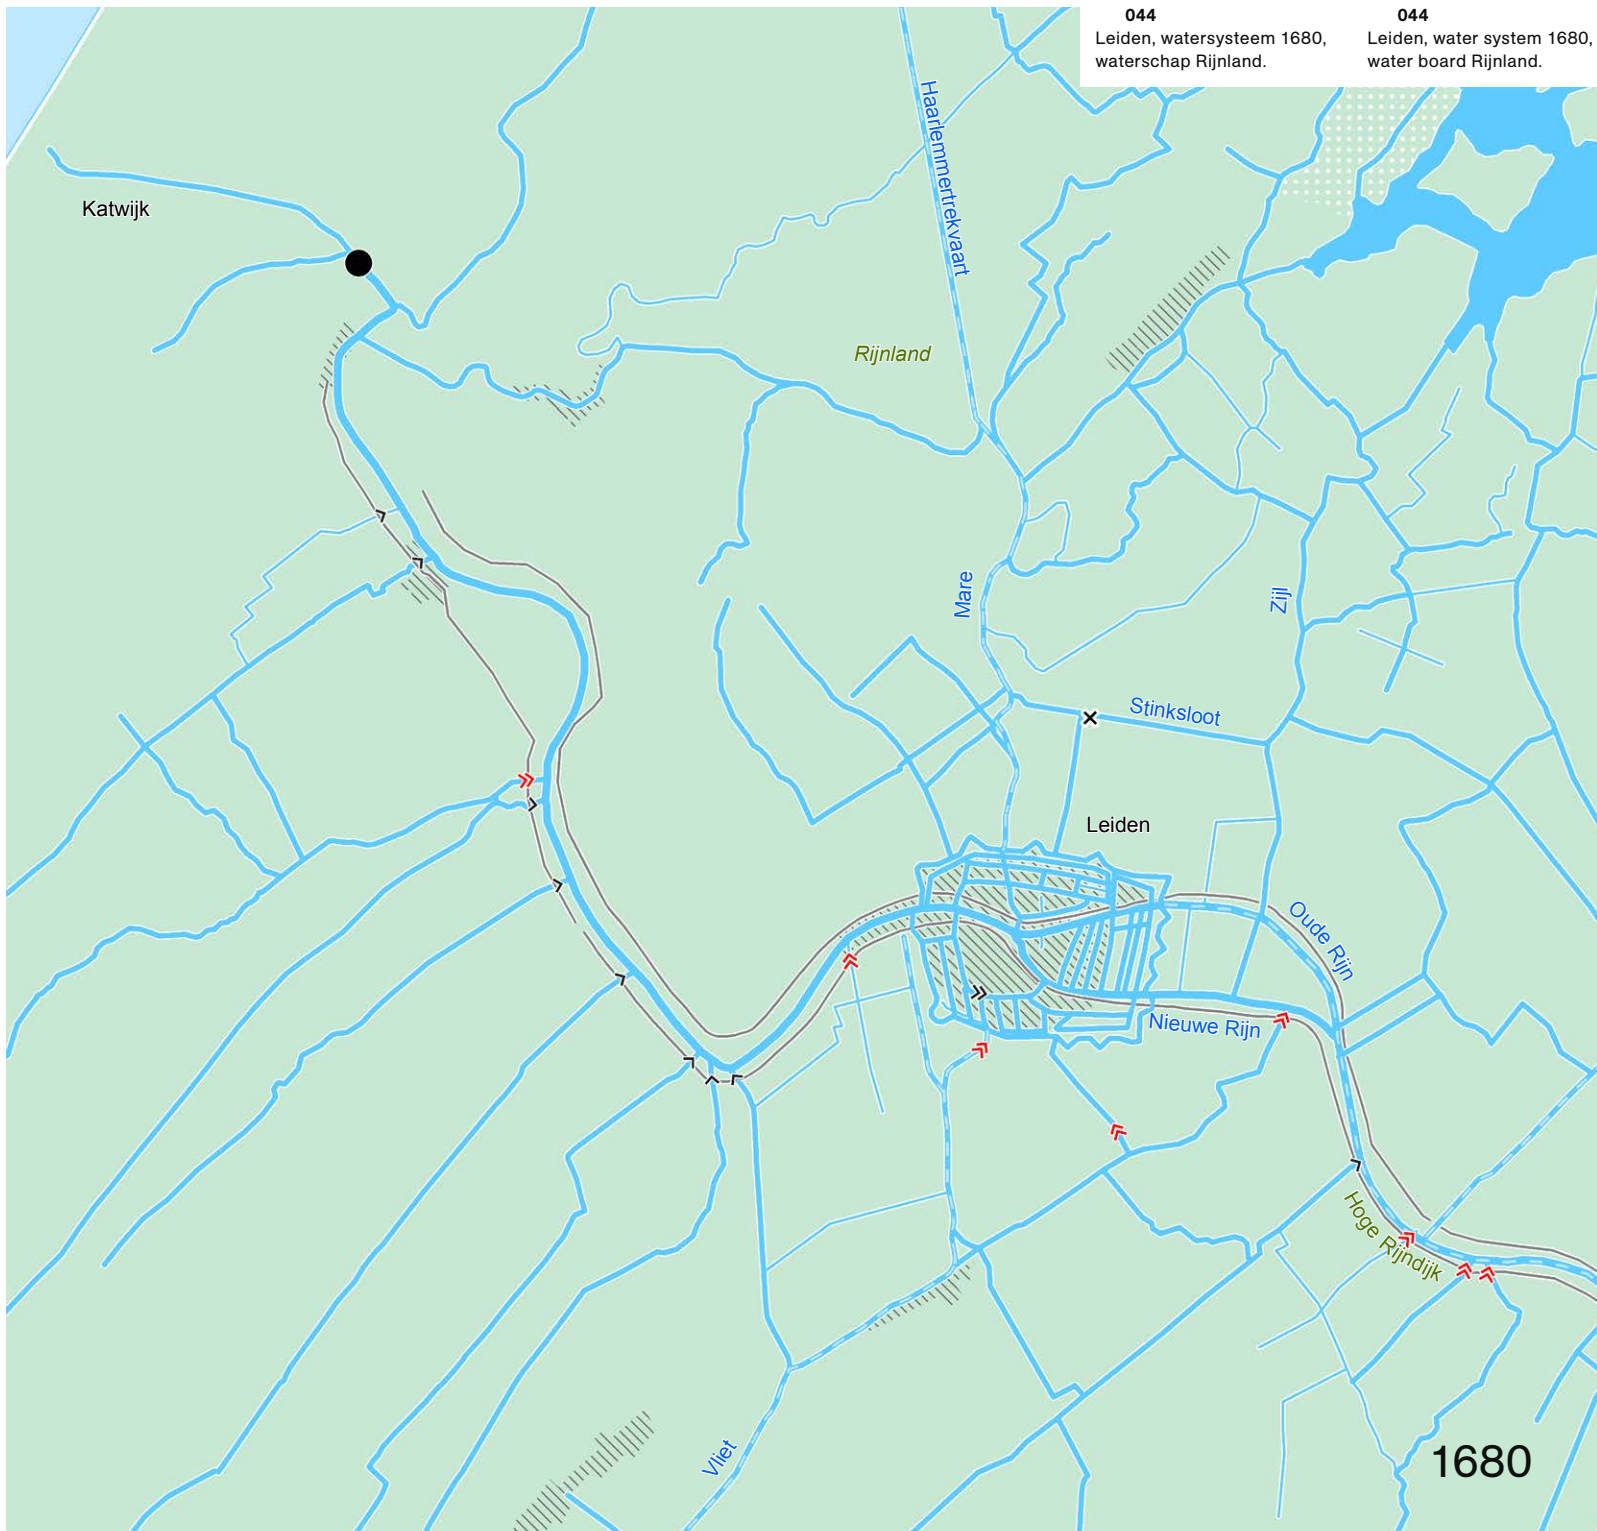 044
Leiden, watersysteem 1680,
waterschap Rijnland.
044
Leiden, water system 1680,
water board Rijnland.
Haarlemmertrekvaart
Katwijk
Rijnland
Mare
Zijl
Stinksloot
Leiden
Oude Rijn
Nieuwe Rijn
Hoge Rijndijk
Vliet
1680